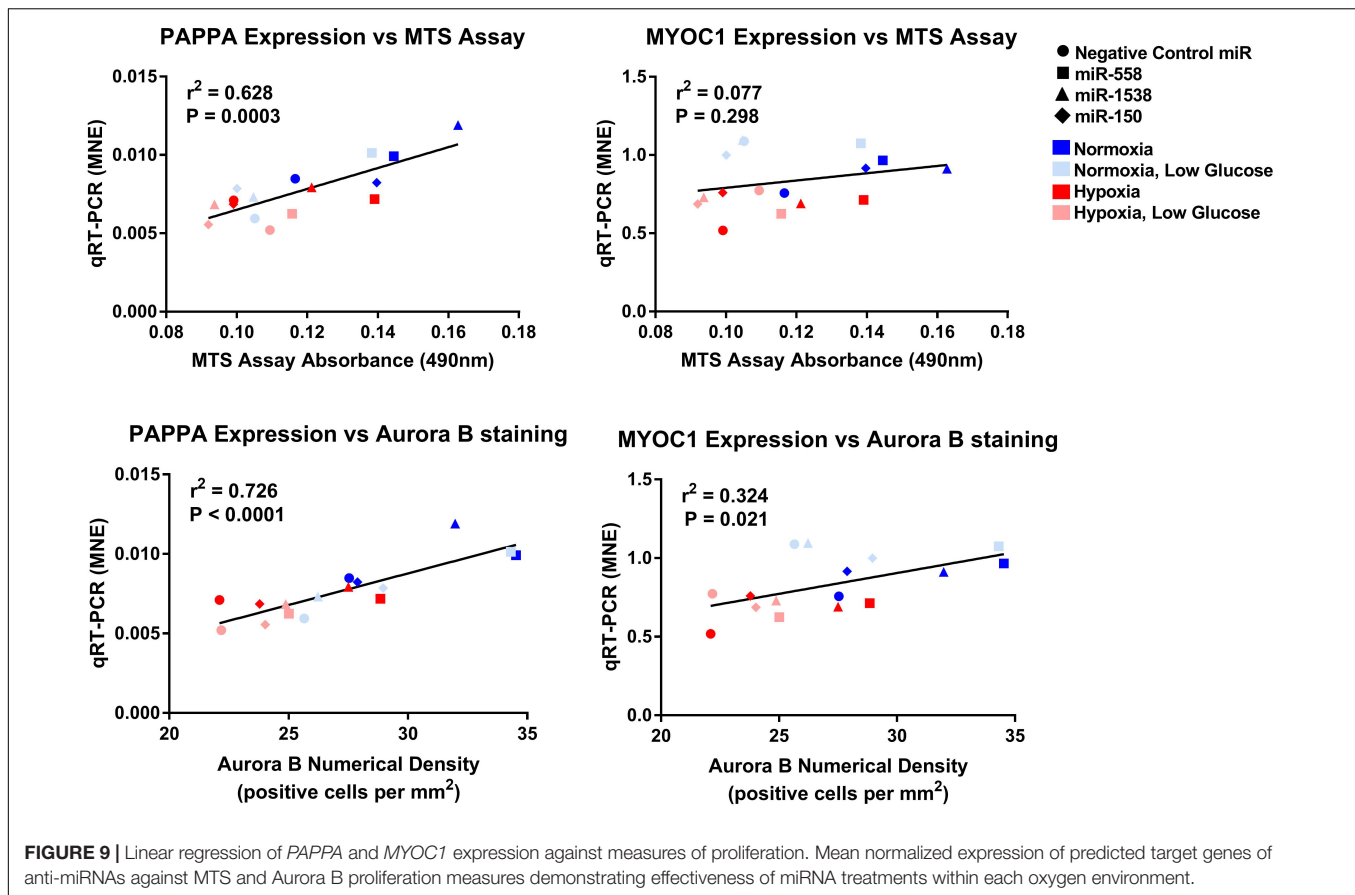 PAPPA Expression vs MTS Assay
r² = 0.628
P = 0.0003
qRT-PCR (MNE)
0.015
0.010
0.005
0.000
0.08 0.10 0.12 0.14 0.16 0.18
MTS Assay Absorbance (490nm)
MYOC1 Expression vs MTS Assay
r² = 0.077
P = 0.298
qRT-PCR (MNE)
1.5
1.0
0.5
0.0
0.08 0.10 0.12 0.14 0.16 0.18
MTS Assay Absorbance (490nm)
Negative Control miR
miR-558
miR-1538
miR-150
Normoxia
Normoxia, Low Glucose
Hypoxia
Hypoxia, Low Glucose
PAPPA Expression vs Aurora B staining
r² = 0.726
P < 0.0001
qRT-PCR (MNE)
0.015
0.010
0.005
0.000
20 25 30 35
Aurora B Numerical Density
(positive cells per mm²)
MYOC1 Expression vs Aurora B staining
r² = 0.324
P = 0.021
qRT-PCR (MNE)
1.5
1.0
0.5
0.0
20 25 30 35
Aurora B Numerical Density
(positive cells per mm²)
FIGURE 9 | Linear regression of PAPPA and MYOC1 expression against measures of proliferation. Mean normalized expression of predicted target genes of
anti-miRNAs against MTS and Aurora B proliferation measures demonstrating effectiveness of miRNA treatments within each oxygen environment.